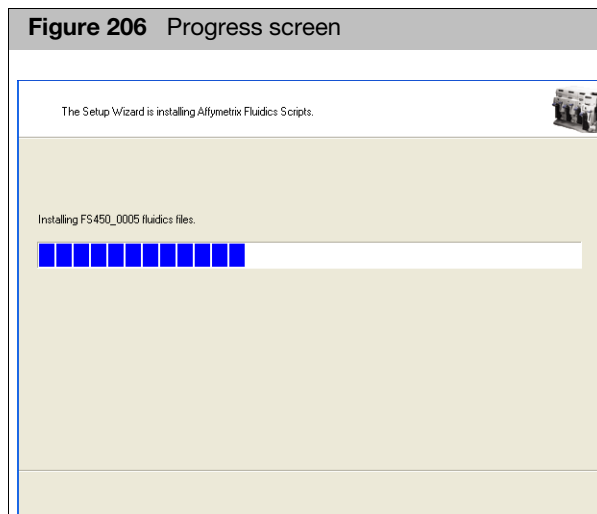 Figure 206 Progress screen
The Setup Wizard is installing Affymetrix Fluidics Scripts.
Installing FS450_0005 fluidics files.